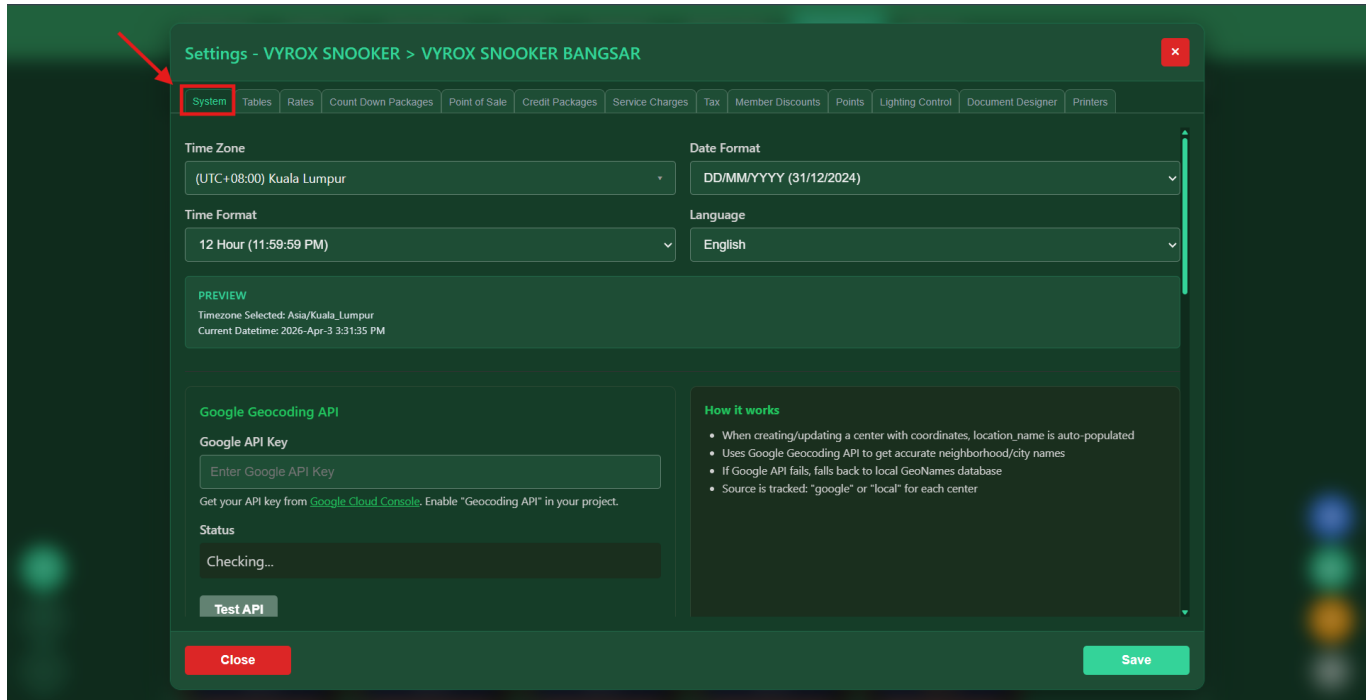 Settings - VYROX SNOOKER > VYROX SNOOKER BANGSAR
×
System Tables Rates Count Down Packages Point of Sale Credit Packages Service Charges Tax Member Discounts Points Lighting Control Document Designer Printers
Time Zone
(UTC+08:00) Kuala Lumpur
Date Format
DD/MM/YYYY (31/12/2024)
Time Format
12 Hour (11:59:59 PM)
Language
English
PREVIEW
Timezone Selected: Asia/Kuala_Lumpur
Current Datetime: 2026-Apr-3 3:31:35 PM
Google Geocoding API
Google API Key
Enter Google API Key
Get your API key from Google Cloud Console. Enable "Geocoding API" in your project.
Status
Checking...
Test API
How it works
• When creating/updating a center with coordinates, location_name is auto-populated
• Uses Google Geocoding API to get accurate neighborhood/city names
• If Google API fails, falls back to local GeoNames database
• Source is tracked: "google" or "local" for each center
Close
Save